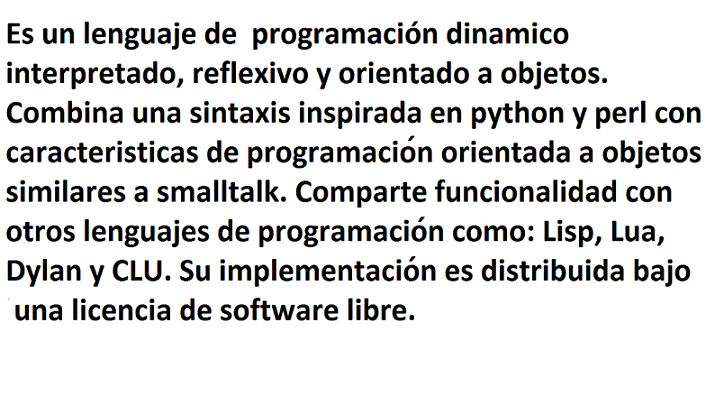 Es un lenguaje de  programación dinamico
interpretado, reflexivo y orientado a objetos.
Combina una sintaxis inspirada en python y perl con
caracteristicas de programación orientada a objetos
similares a smalltalk. Comparte funcionalidad con
otros lenguajes de programación como: Lisp, Lua,
Dylan y CLU. Su implementación es distribuida bajo
una licencia de software libre.